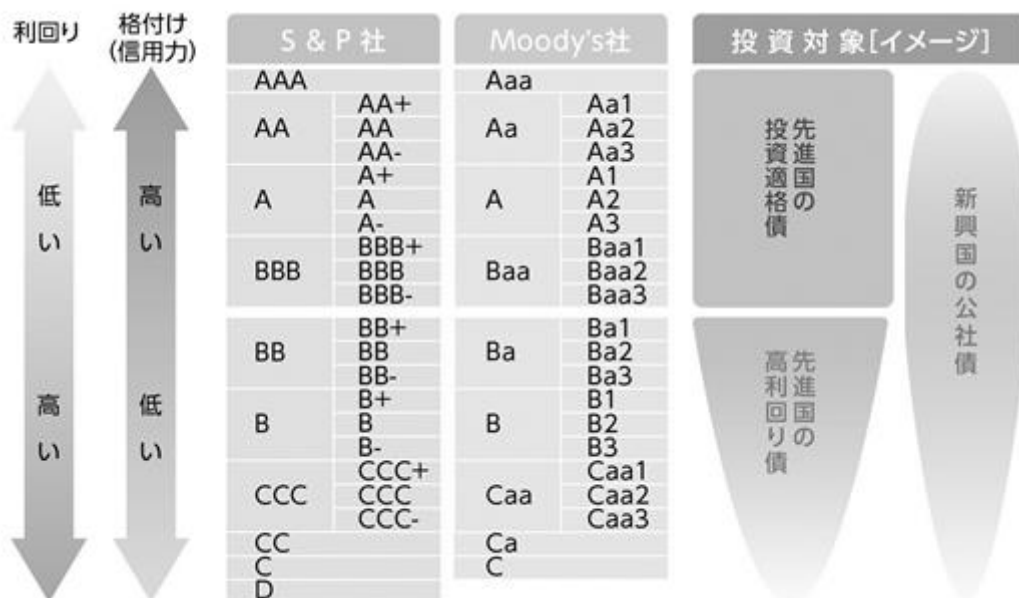 利回り
格付け
(信用力)
S & P 社
Moody's社
投資対象[イメージ]
低い
高い
高い
低い
AAA
AA
AA+
AA
AA-
A
A+
A
A-
BBB
BBB+
BBB
BBB-
BB
BB+
BB
BB-
B
B+
B
B-
CCC
CCC+
CCC
CCC-
CC
C
D
Aaa
Aa
Aa1
Aa2
Aa3
A
A1
A2
A3
Baa
Baa1
Baa2
Baa3
Ba
Ba1
Ba2
Ba3
B
B1
B2
B3
Caa
Caa1
Caa2
Caa3
Ca
C
先進国の
投資適格債
先進国の
高利回り債
新興国の公社債